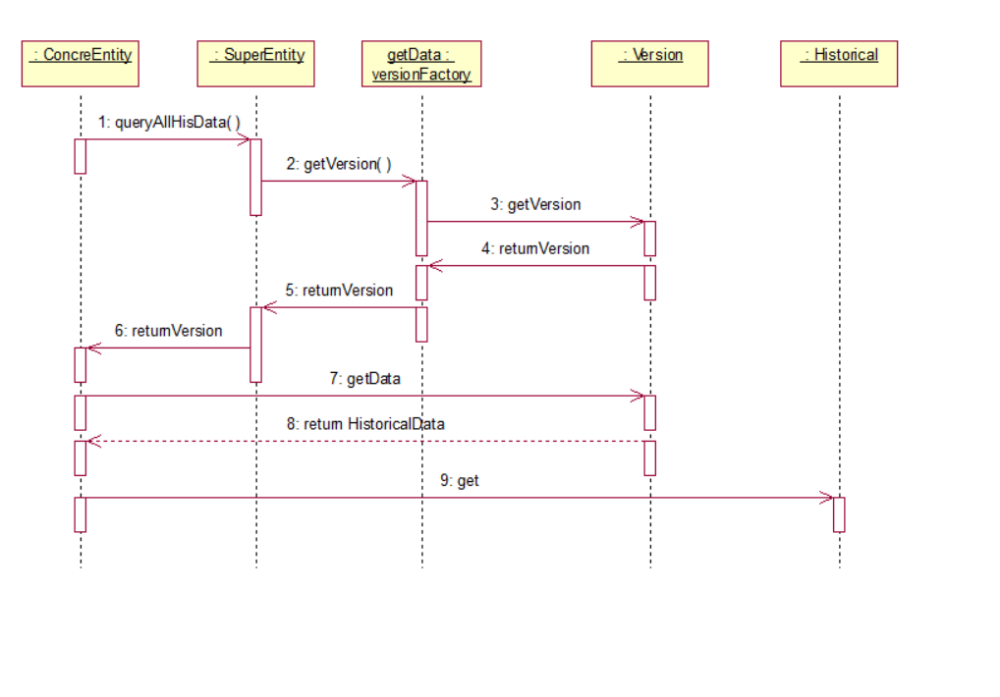 : ConcreEntity
: SuperEntity
getData :
versionFactory
: Version
: Historical
1: queryAllHisData( )
2: getVersion( )
3: getVersion
4: returnVersion
5: returnVersion
6: returnVersion
7: getData
8: return HistoricalData
9: get